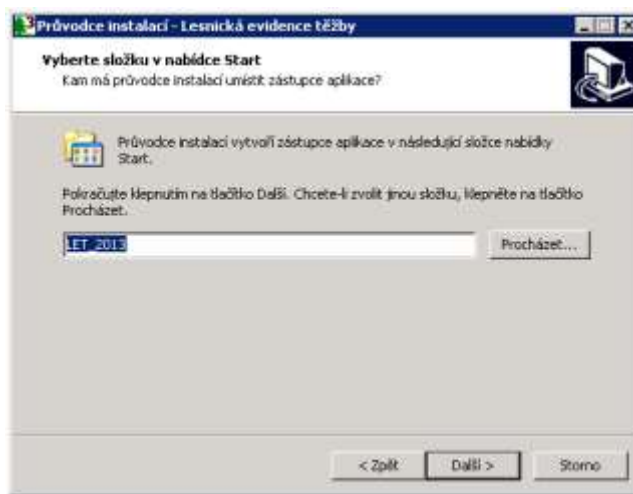 Průvodce instalací - Lesnická evidence těžby
Vyberte složku v nabídce Start
Kam má průvodce instalací umístit zástupce aplikace?
Průvodce instalací vytvoří zástupce aplikace v následující složce nabídky
Start.
Pokračujte klepnutím na tlačítko Další. Chcete-li zvolit jinou složku, klepněte na tlačítko
Procházet.
LET 2013
Procházet...
< Zpět
Další >
Storno